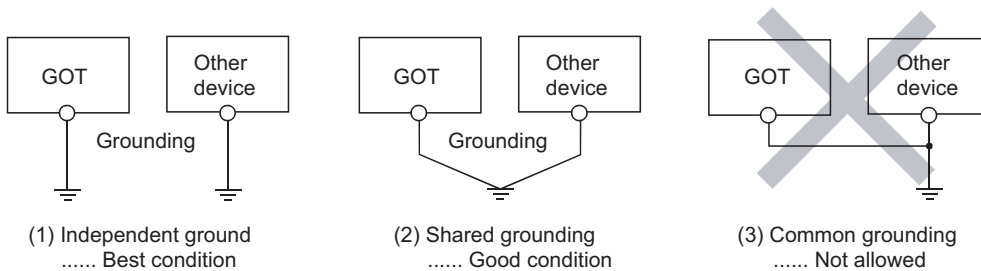 GOT
Other
device
Grounding
(1) Independent ground
...... Best condition
GOT
Other
device
Grounding
(2) Shared grounding
...... Good condition
GOT
Other
device
(3) Common grounding
...... Not allowed